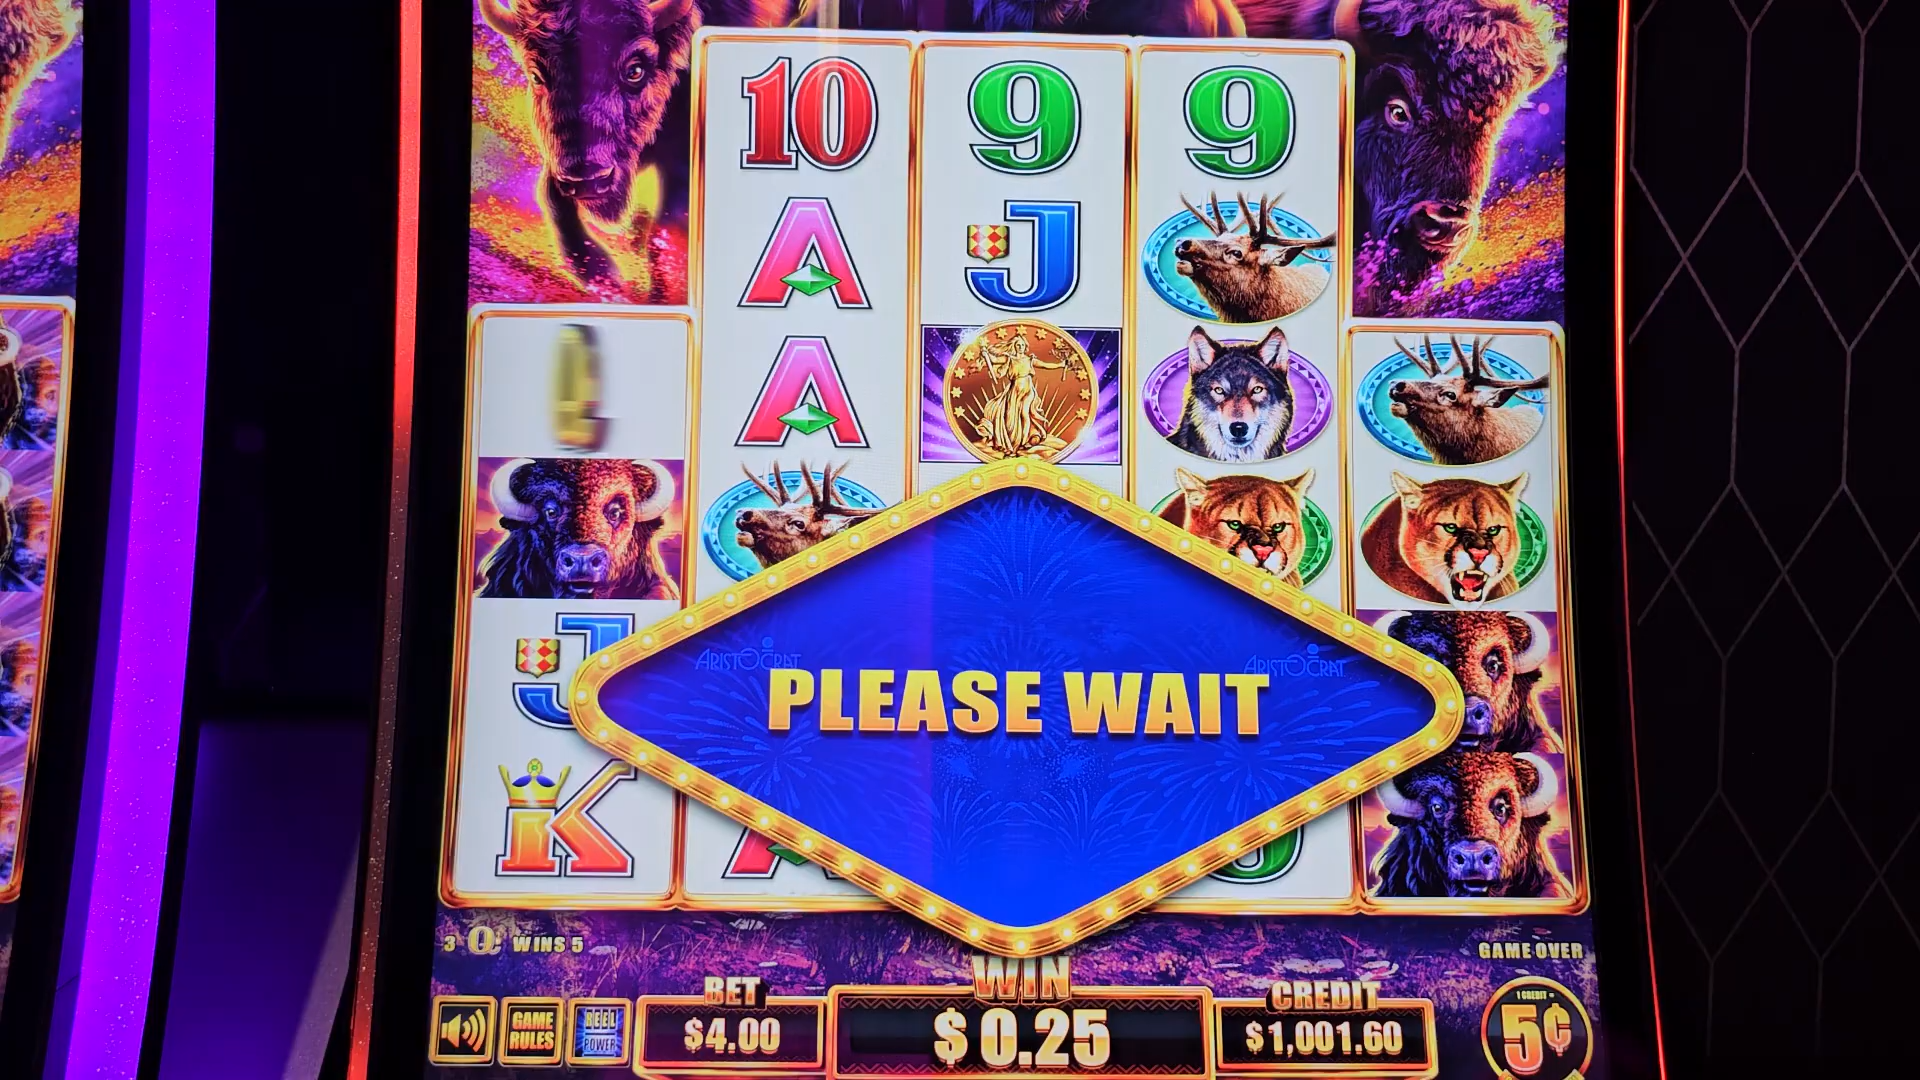 10 9 9
A J
A
J
ARISTOCRAT ARISTOCRAT
PLEASE WAIT
K
3 Q WINS 5
GAME OVER
BET WIN CREDIT
1 CREDIT =
GAME RULES
REEL POWER
$4.00 $0.25 $1,001.60
5¢